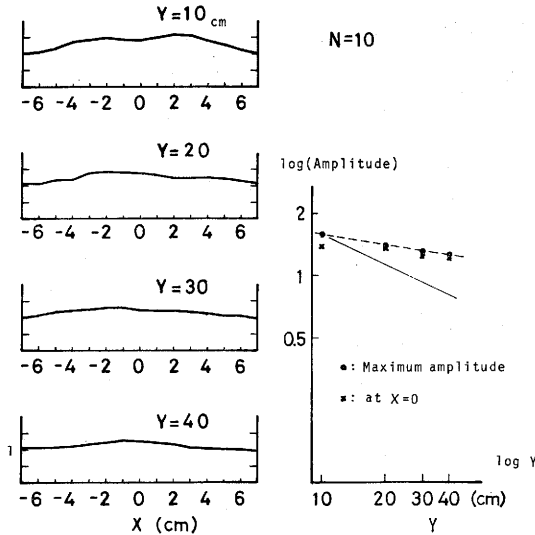 Y=10 cm
-6 -4 -2 0 2 4 6
Y=20
-6 -4 -2 0 2 4 6
Y=30
-6 -4 -2 0 2 4 6
Y=40
1
-6 -4 -2 0 2 4 6
X (cm)
N=10
log(Amplitude)
2
1
0.5
●: Maximum amplitude
×: at X=0
log Y
10 20 30 40 (cm)
Y